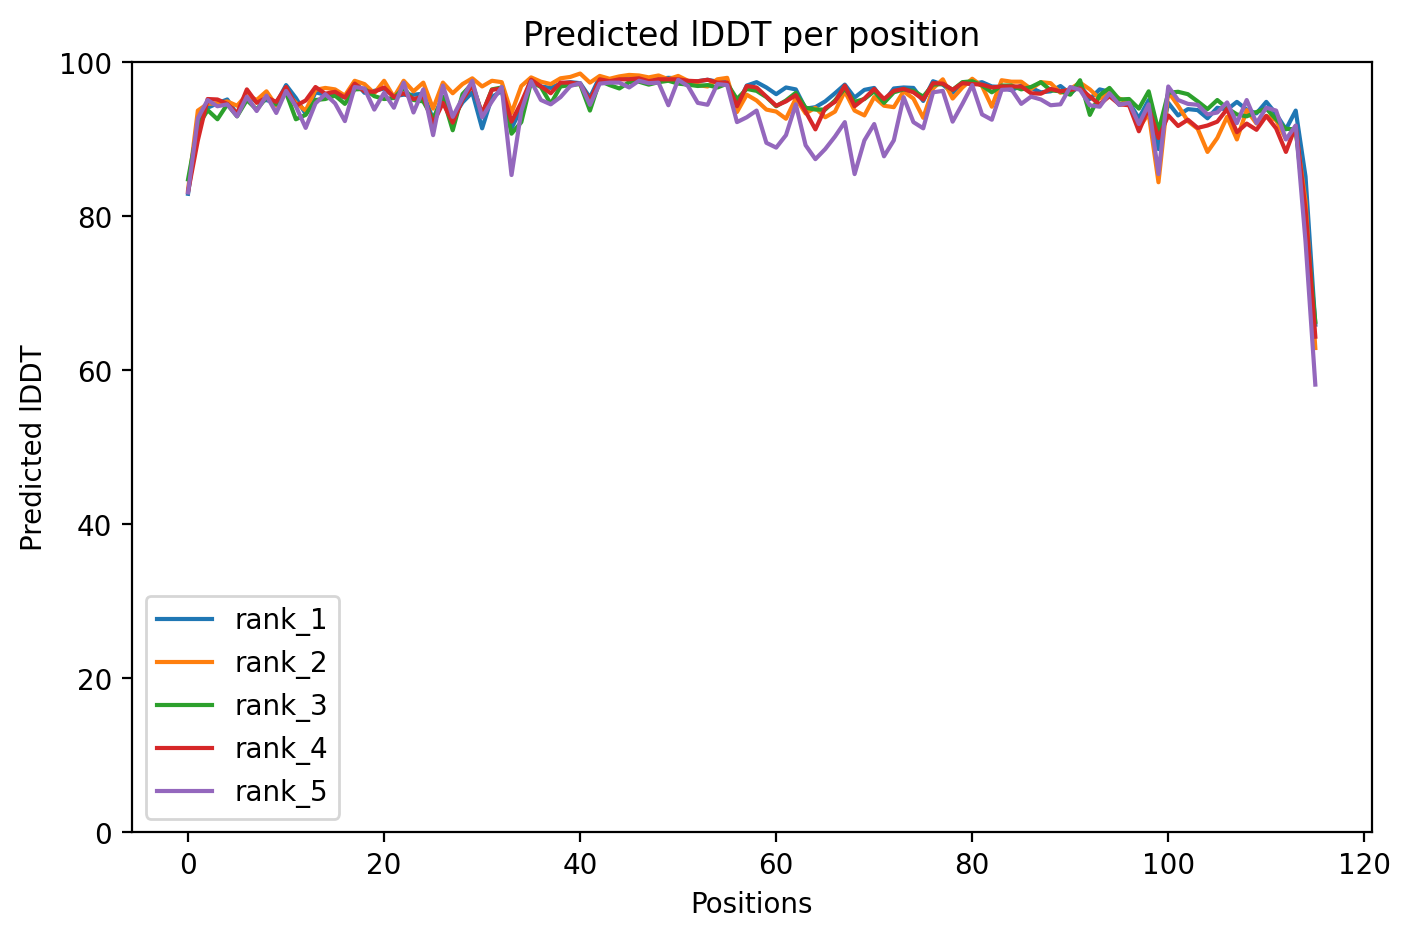 Predicted lDDT per position
100
80
60
40
20
0
Predicted lDDT
rank_1
rank_2
rank_3
rank_4
rank_5
0 20 40 60 80 100 120
Positions